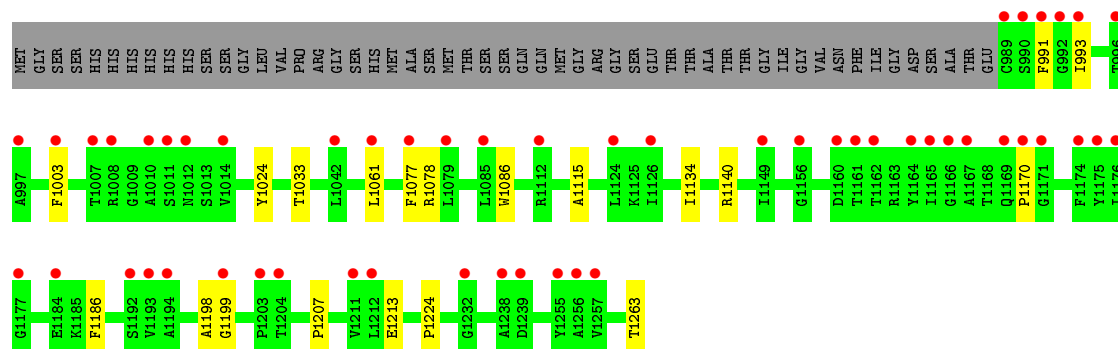 MET GLY SER SER HIS HIS HIS HIS HIS HIS SER SER GLY LEU VAL PRO ARG GLY SER HIS MET ALA SER MET THR SER SER GLN GLN MET GLY ARG GLY SER GLU THR THR ALA THR THR GLY ILE GLY VAL ASN PHE ILE GLY ASP SER ALA THR GLU C989 S990 F991 G992 I993 T996
A997 F1003 T1007 R1008 G1009 A1010 S1011 N1012 S1013 V1014 Y1024 T1033 L1042 L1061 F1077 R1078 L1079 L1085 W1086 R1112 A1115 L1124 K1125 I1126 I1134 R1140 I1149 G1156 D1160 T1161 T1162 R1163 Y1164 I1165 G1166 A1167 T1168 Q1169 P1170 G1171 F1174 Y1175 I1176
G1177 E1184 K1185 F1186 S1192 V1193 A1194 A1198 G1199 P1203 T1204 P1207 V1211 L1212 E1213 P1224 G1232 A1238 D1239 Y1255 A1256 V1257 T1263